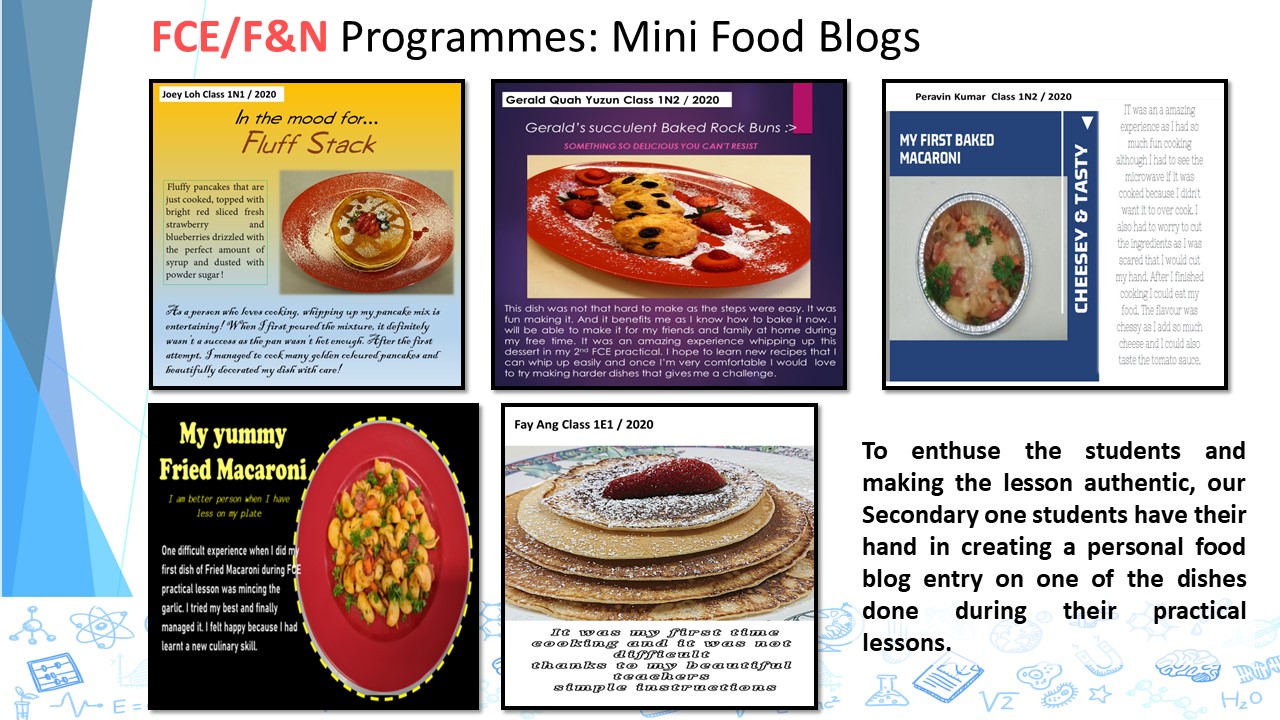 FCE/F&N Programmes: Mini Food Blogs
Joey Loh Class 1N1 / 2020
In the mood for...
Fluff Stack
Fluffy pancakes that are
just cooked, topped with
bright red sliced fresh
strawberry and
blueberries drizzled with
the perfect amount of
syrup and dusted with
powder sugar!
As a person who loves cooking, whipping up my pancake mix is
entertaining! When I first poured the mixture, it definitely
wasn't a success as the pan wasn't hot enough. After the first
attempt, I managed to cook many golden coloured pancakes and
beautifully decorated my dish with care!
Gerald Quah Yuzun Class 1N2 / 2020
Gerald's succulent Baked Rock Buns :>
SOMETHING SO DELICIOUS YOU CAN'T RESIST
This dish was not that hard to make as the steps were easy. It was
fun making it. And it benefits me as I know how to bake it now. I
will be able to make it for my friends and family at home during
my free time. It was an amazing experience whipping up this
dessert in my 2nd FCE practical. I hope to learn new recipes that I
can whip up easily and once I'm very comfortable I would love
to try making harder dishes that gives me a challenge.
Peravin Kumar Class 1N2 / 2020
MY FIRST BAKED
MACARONI
CHEESEY & TASTY
IT was an a amazing
experience as I had so
much fun cooking
although I had to see the
microwave if it was
cooked because I didn't
want it to over cook. I
also had to worry to cut
the ingredients as I was
scared that I would cut
my hand. After I finished
cooking I could eat my
food. The flavour was
chessy as I add so much
cheese and I could also
taste the tomato sauce.
My yummy
Fried Macaroni
I am better person when I have
less on my plate
One difficult experience when I did my
first dish of Fried Macaroni during FCE
practical lesson was mincing the
garlic. I tried my best and finally
managed it. I felt happy because I had
learnt a new culinary skill.
Fay Ang Class 1E1 / 2020
It was my first time
cooking and it was not
difficult
thanks to my beautiful
teachers
simple instructions
To enthuse the students and
making the lesson authentic, our
Secondary one students have their
hand in creating a personal food
blog entry on one of the dishes
done during their practical
lessons.
E=
√2
H₂O